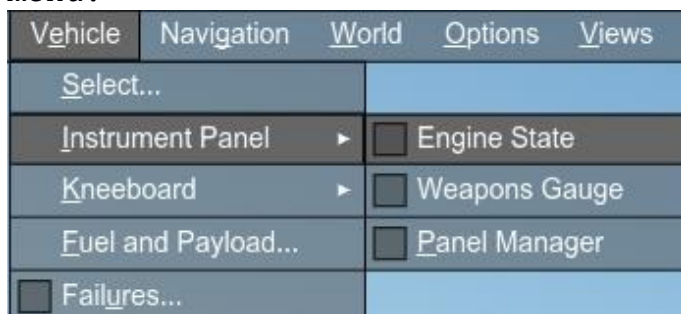 Vehicle Navigation World Options Views
Select...
Instrument Panel
Kneeboard
Fuel and Payload...
Failures...
Engine State
Weapons Gauge
Panel Manager